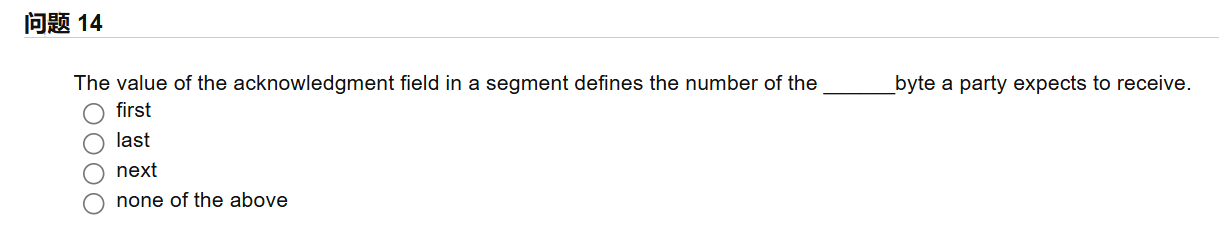 问题 14
The value of the acknowledgment field in a segment defines the number of the ______byte a party expects to receive.
first
last
next
none of the above